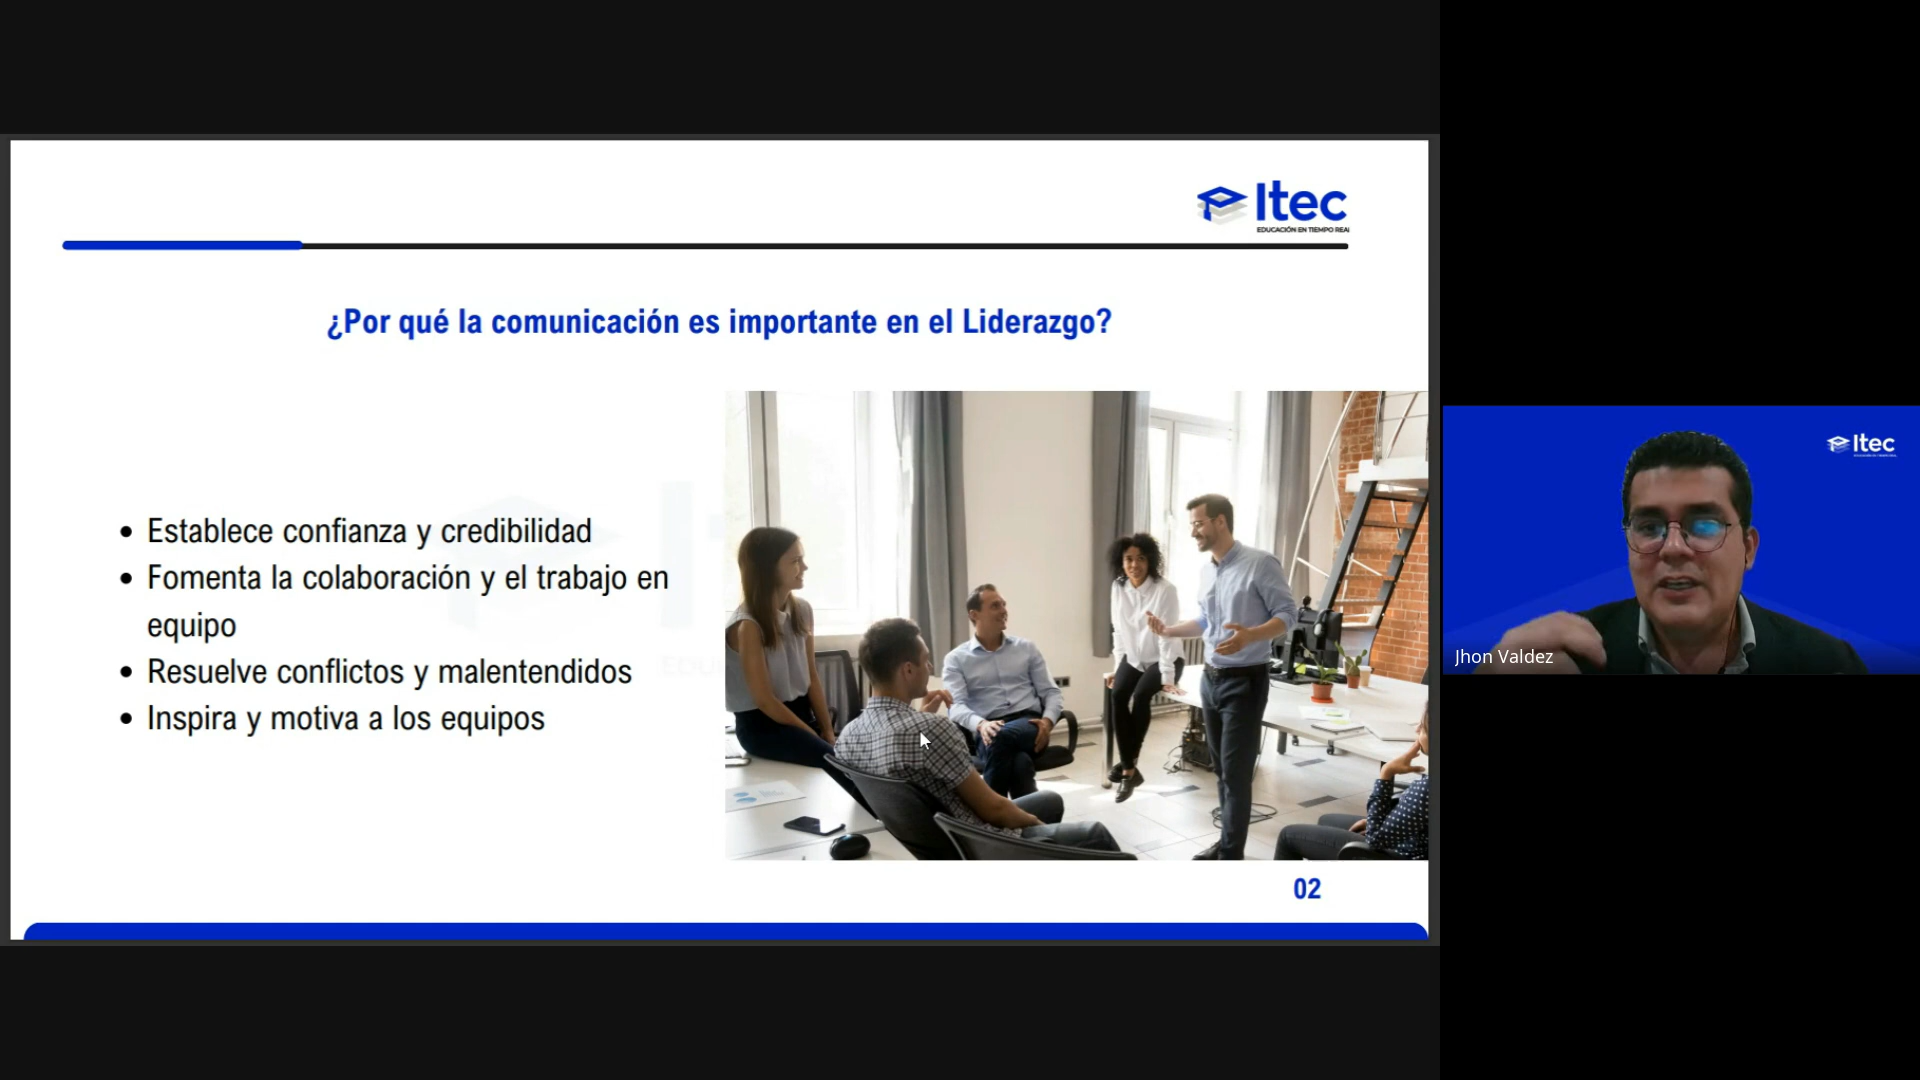 Itec
EDUCACIÓN EN TIEMPO REA
¿Por qué la comunicación es importante en el Liderazgo?
• Establece confianza y credibilidad
• Fomenta la colaboración y el trabajo en
equipo
• Resuelve conflictos y malentendidos
• Inspira y motiva a los equipos
02
Itec
Jhon Valdez